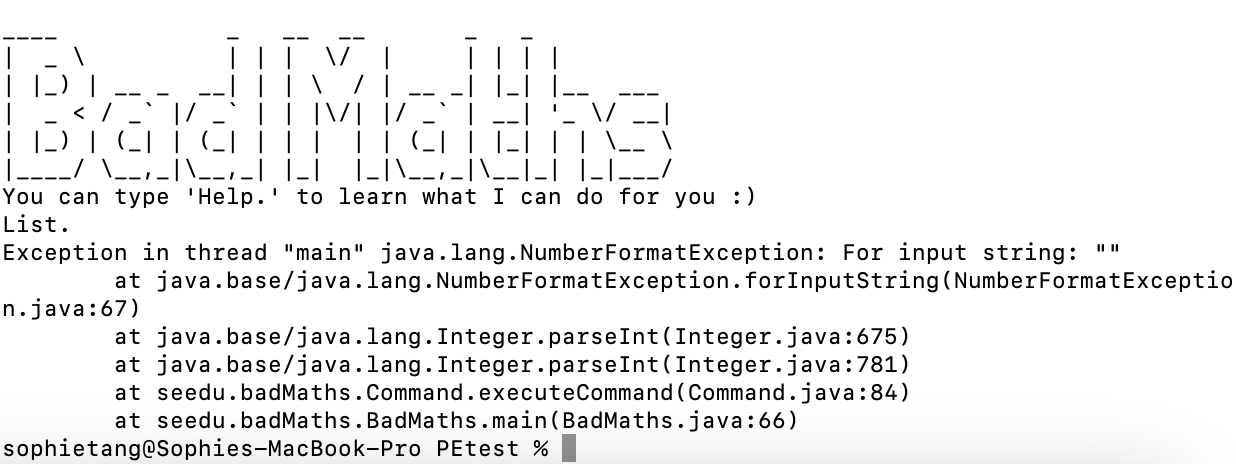 ____            _   __  __       _   _
|  _ \          | | |  \/  |     | | | |
| |_) | __ _  __| | | \  / | __ _| |_| |__  ___
|  _ < / _` |/ _` | | |\/| |/ _` | __| '_ \/ __|
| |_) | (_| | (_| | | |  | | (_| | |_| | | \__ \
|____/ \__,_|\__,_| |_|  |_|\__,_|\__|_| |_|___/
You can type 'Help.' to learn what I can do for you :)
List.
Exception in thread "main" java.lang.NumberFormatException: For input string: ""
        at java.base/java.lang.NumberFormatException.forInputString(NumberFormatExceptio
n.java:67)
        at java.base/java.lang.Integer.parseInt(Integer.java:675)
        at java.base/java.lang.Integer.parseInt(Integer.java:781)
        at seedu.badMaths.Command.executeCommand(Command.java:84)
        at seedu.badMaths.BadMaths.main(BadMaths.java:66)
sophietang@Sophies-MacBook-Pro PEtest %